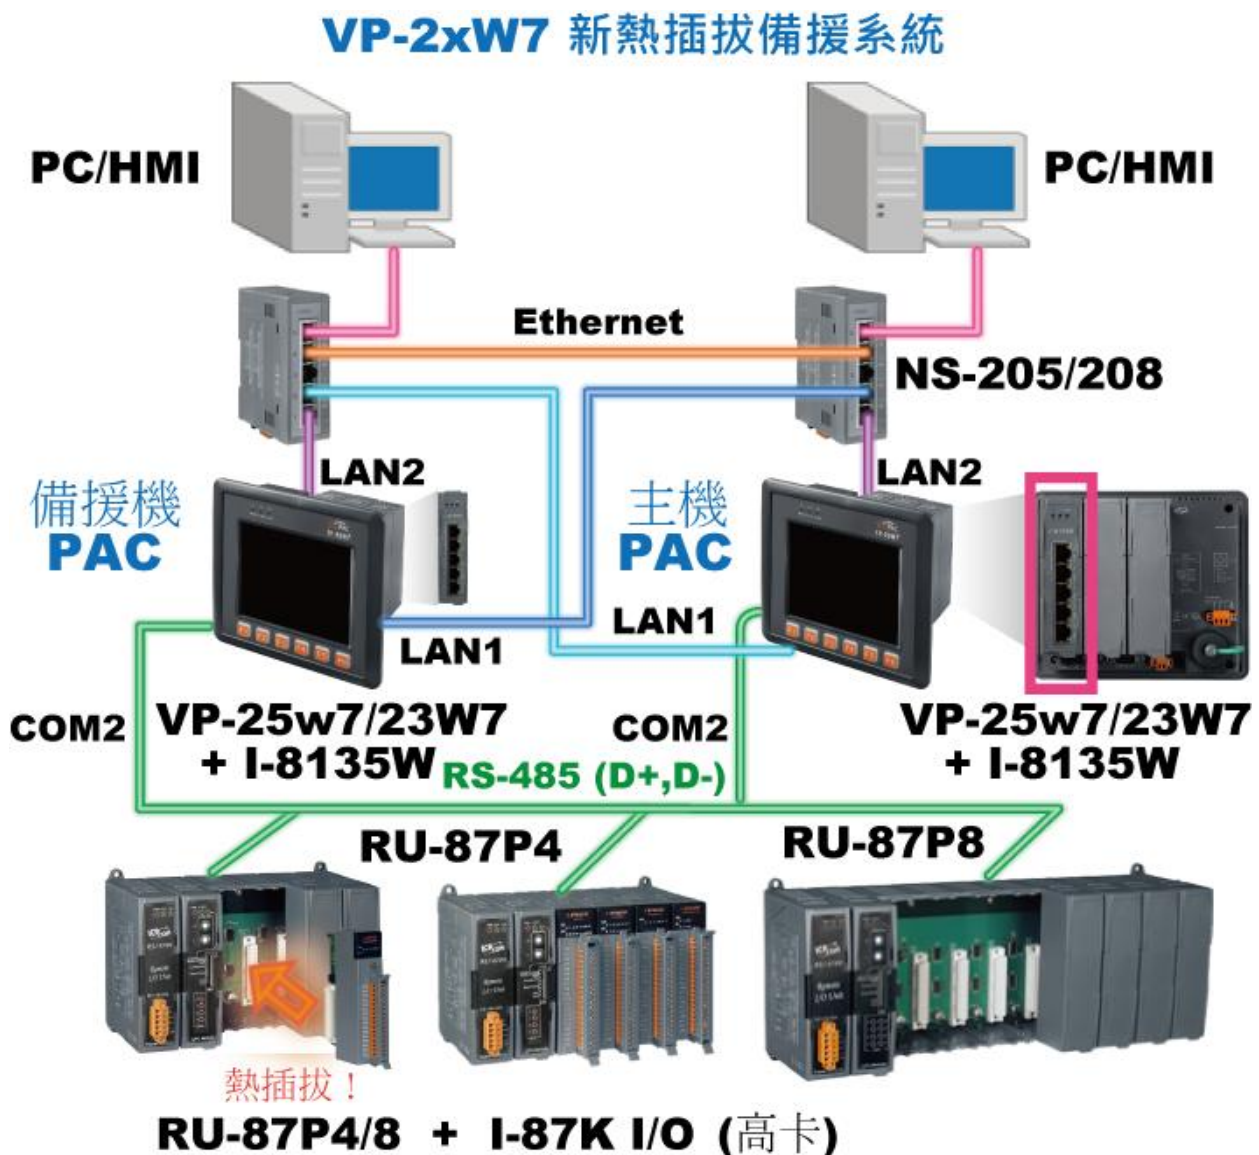 VP-2xW7 新熱插拔備援系統
PC/HMI
PC/HMI
Ethernet
NS-205/208
LAN2
LAN2
備援機
PAC
主機
PAC
LAN1
LAN1
COM2
VP-25w7/23W7
+ I-8135W
COM2
VP-25w7/23W7
+ I-8135W
RS-485 (D+,D-)
RU-87P4
RU-87P8
熱插拔！
RU-87P4/8 + I-87K I/O (高卡)